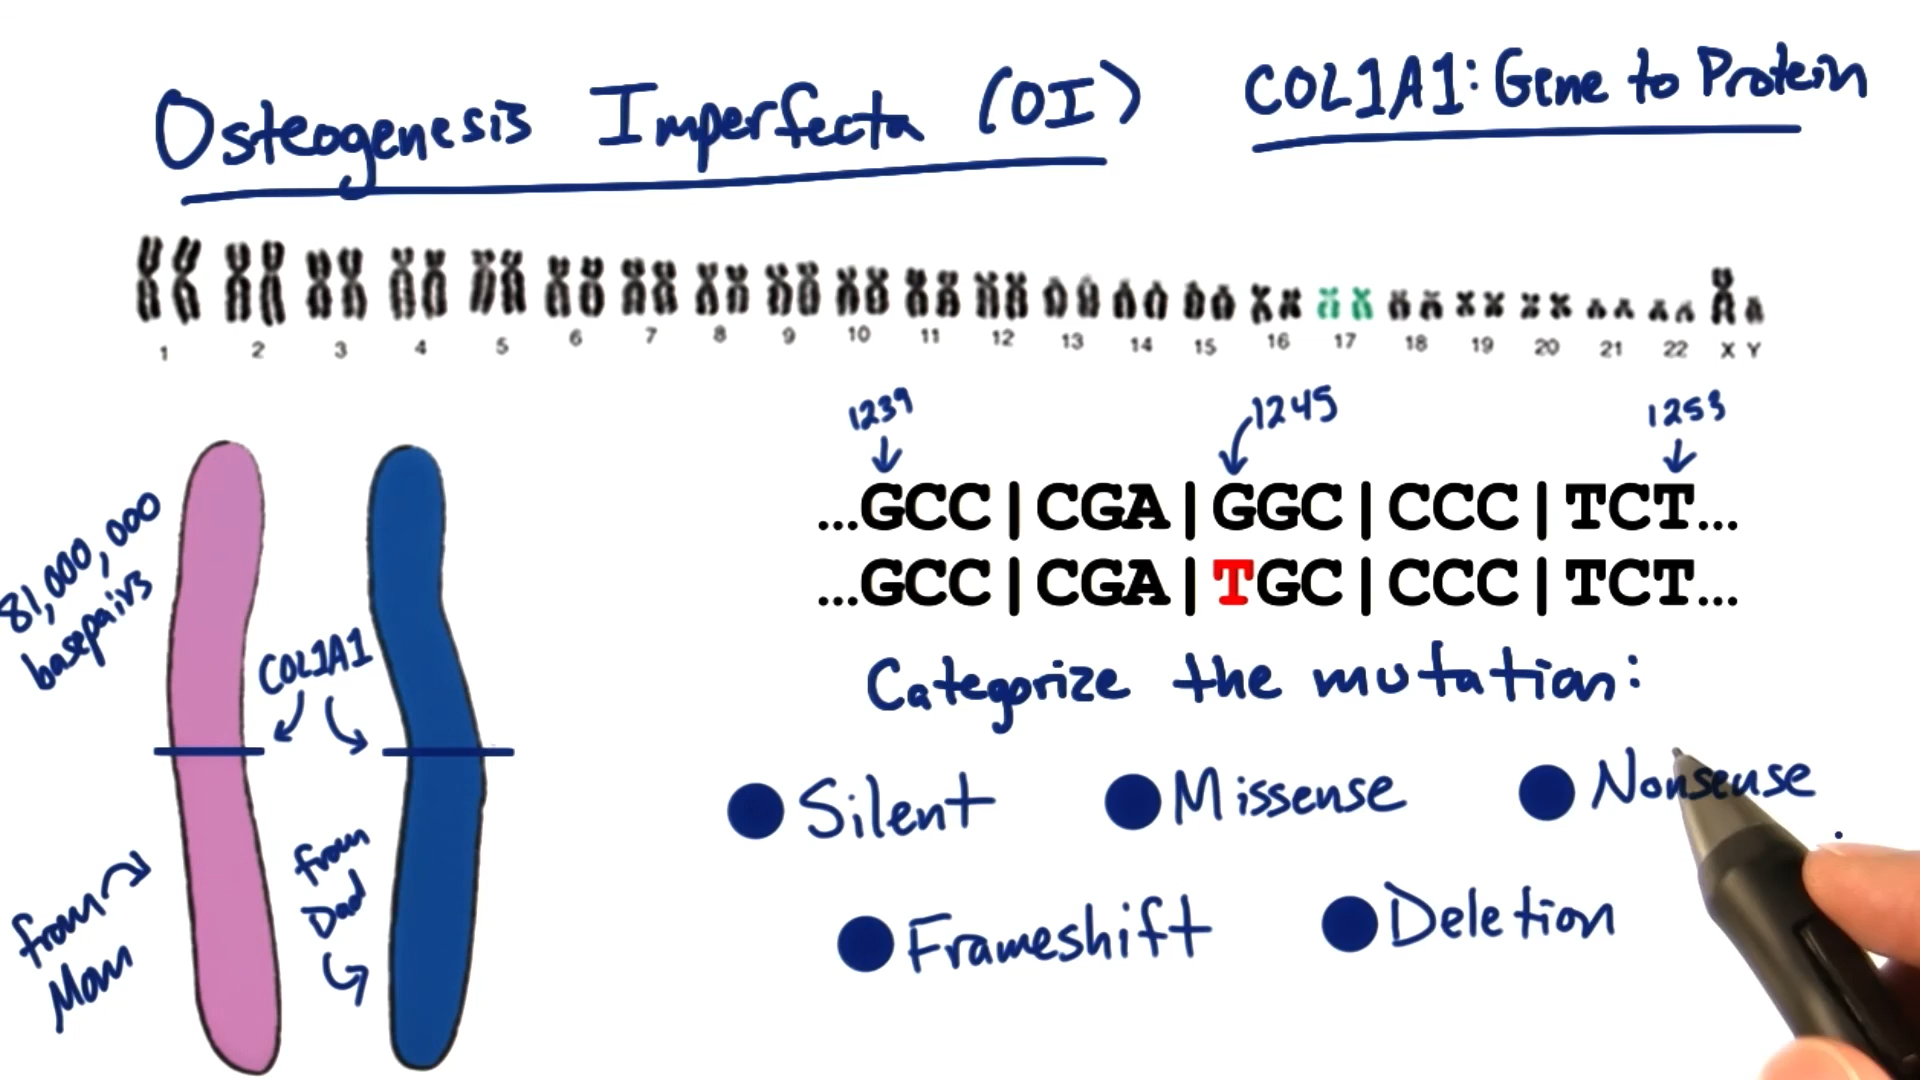 Osteogenesis Imperfecta (OI)
COL1A1: Gene to Protein
1 2 3 4 5 6 7 8 9 10 11 12 13 14 15 16 17 18 19 20 21 22 X Y
1239 1245 1253
...GCC|CGA|GGC|CCC|TCT...
...GCC|CGA|TGC|CCC|TCT...
81,000,000
basepairs
COL1A1
from
Mom
from
Dad
Categorize the mutation:
Silent Missense Nonsense
Frameshift Deletion